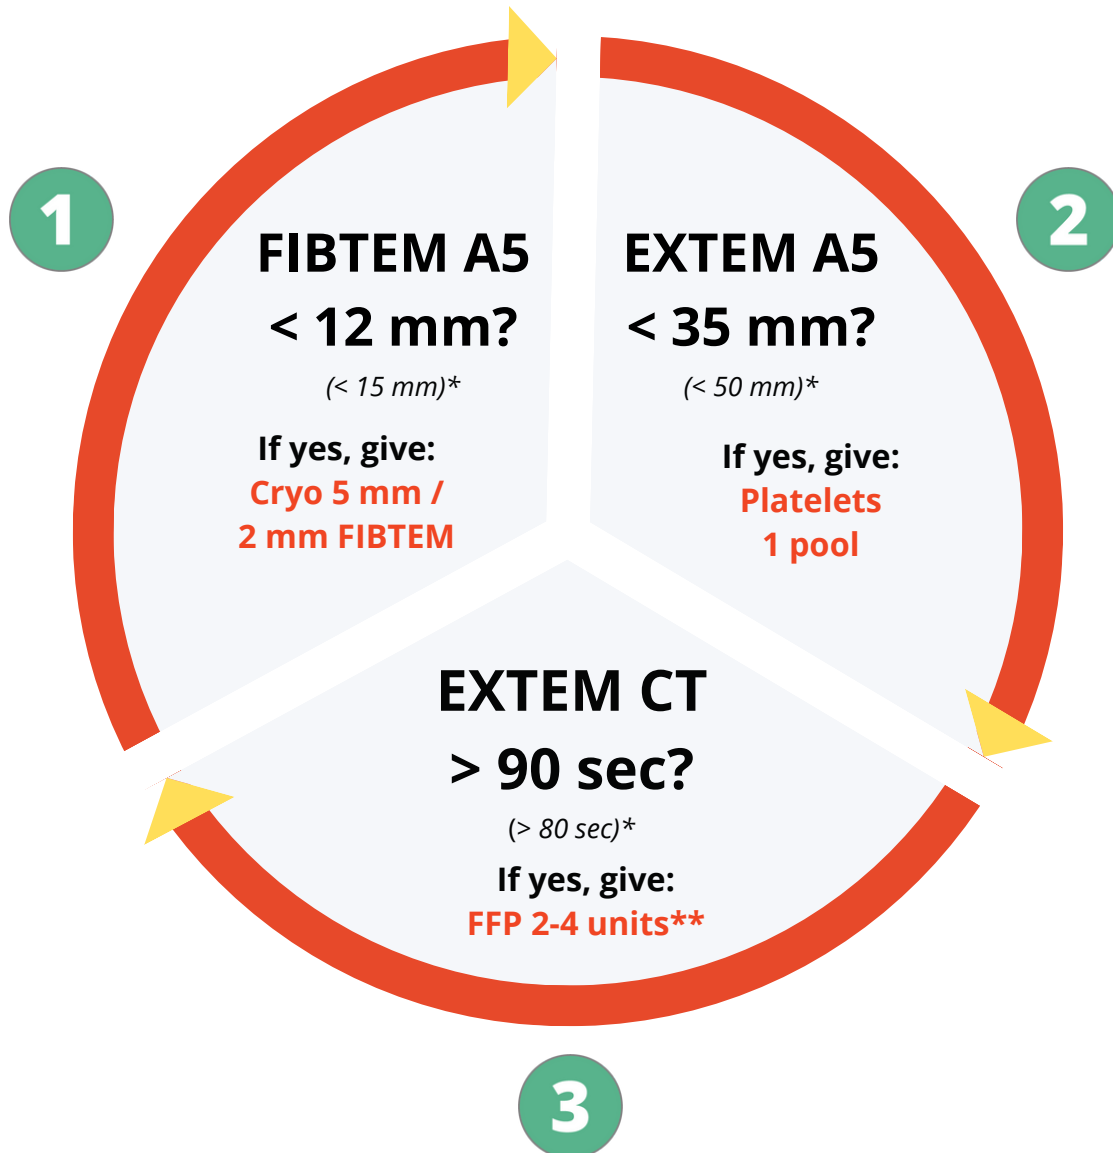 1
FIBTEM A5
< 12 mm?
(< 15 mm)*
If yes, give:
Cryo 5 mm /
2 mm FIBTEM
2
EXTEM A5
< 35 mm?
(< 50 mm)*
If yes, give:
Platelets
1 pool
EXTEM CT
> 90 sec?
(> 80 sec)*
If yes, give:
FFP 2-4 units**
3